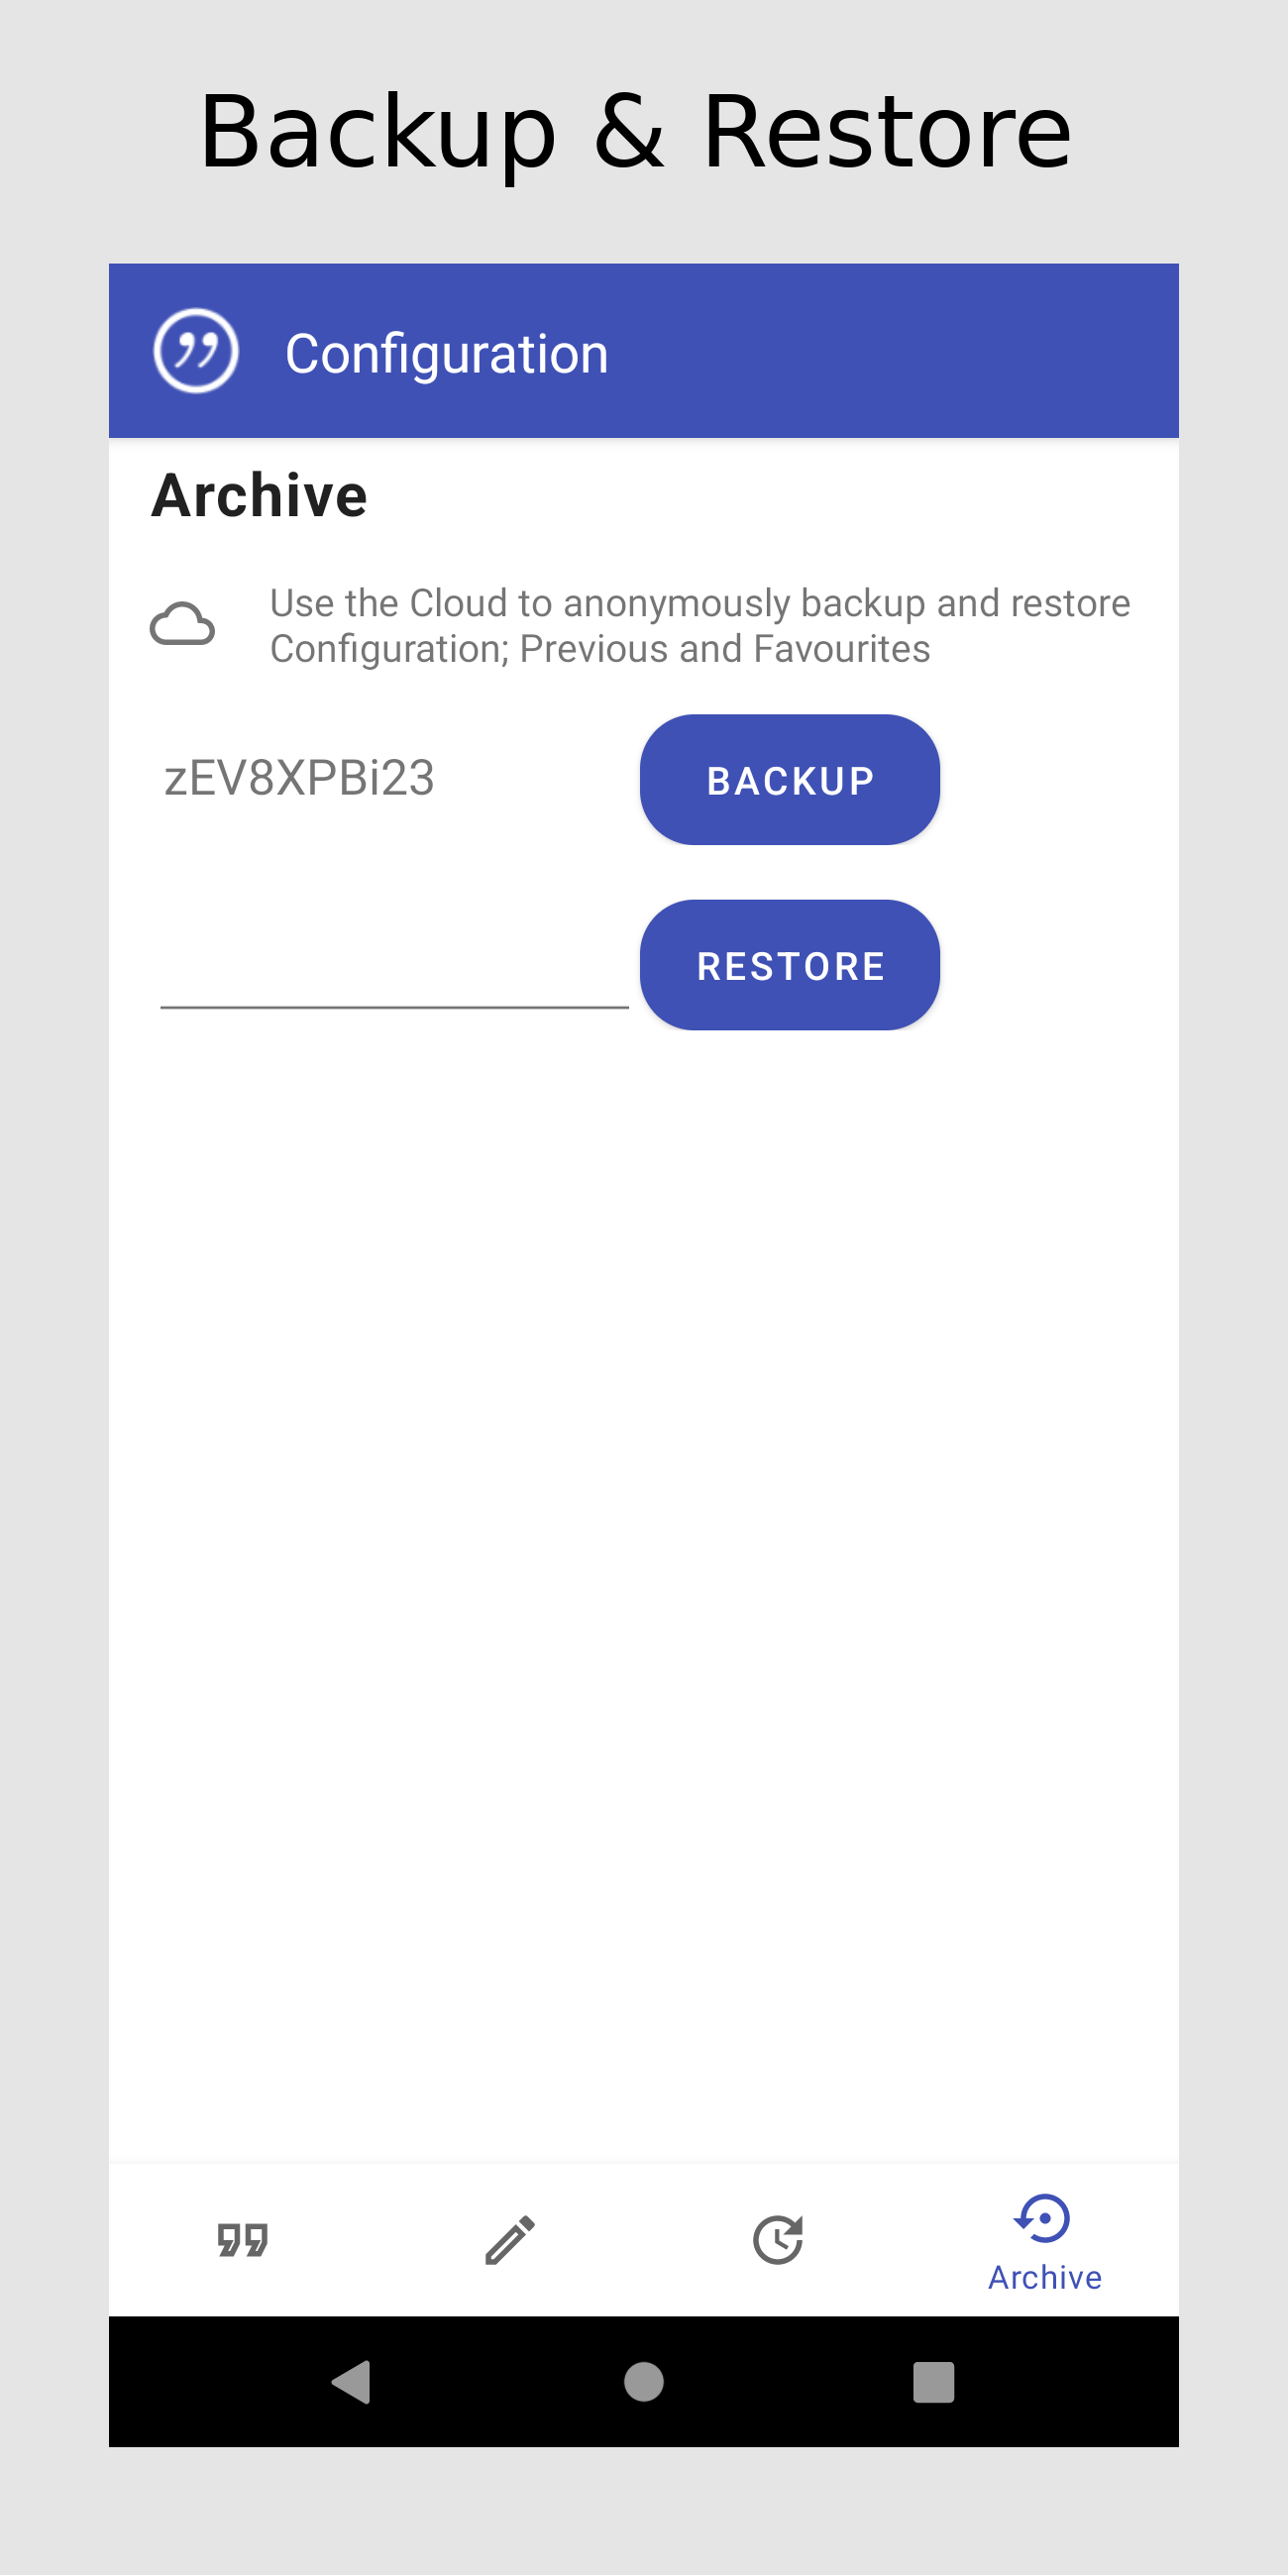 Backup & Restore
Configuration
Archive
Use the Cloud to anonymously backup and restore
Configuration; Previous and Favourites
zEV8XPBi23
BACKUP
RESTORE
Archive